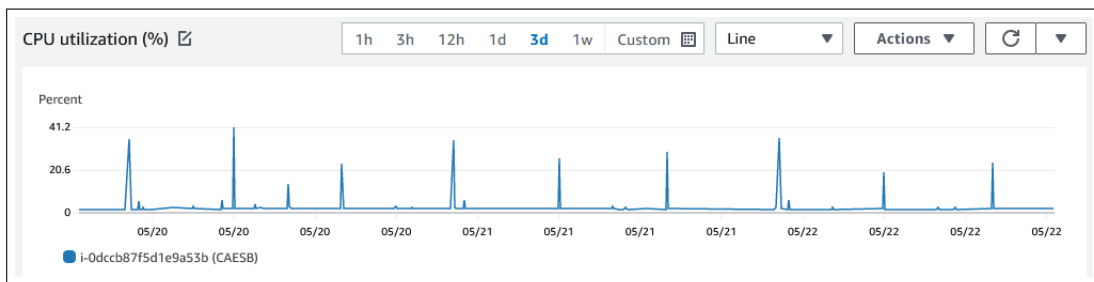 CPU utilization (%) 1h 3h 12h 1d 3d 1w Custom Line Actions
Percent
41.2
20.6
0
05/20 05/20 05/20 05/20 05/21 05/21 05/21 05/21 05/22 05/22 05/22 05/22
i-0dccb87f5d1e9a53b (CAESB)